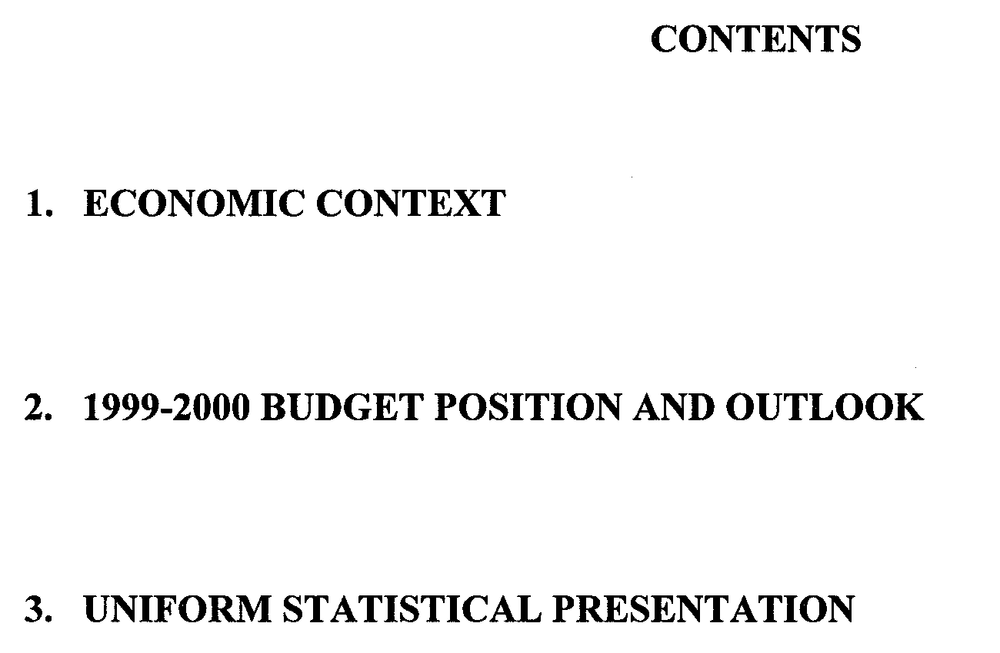 CONTENTS
1. ECONOMIC CONTEXT
2. 1999-2000 BUDGET POSITION AND OUTLOOK
3. UNIFORM STATISTICAL PRESENTATION